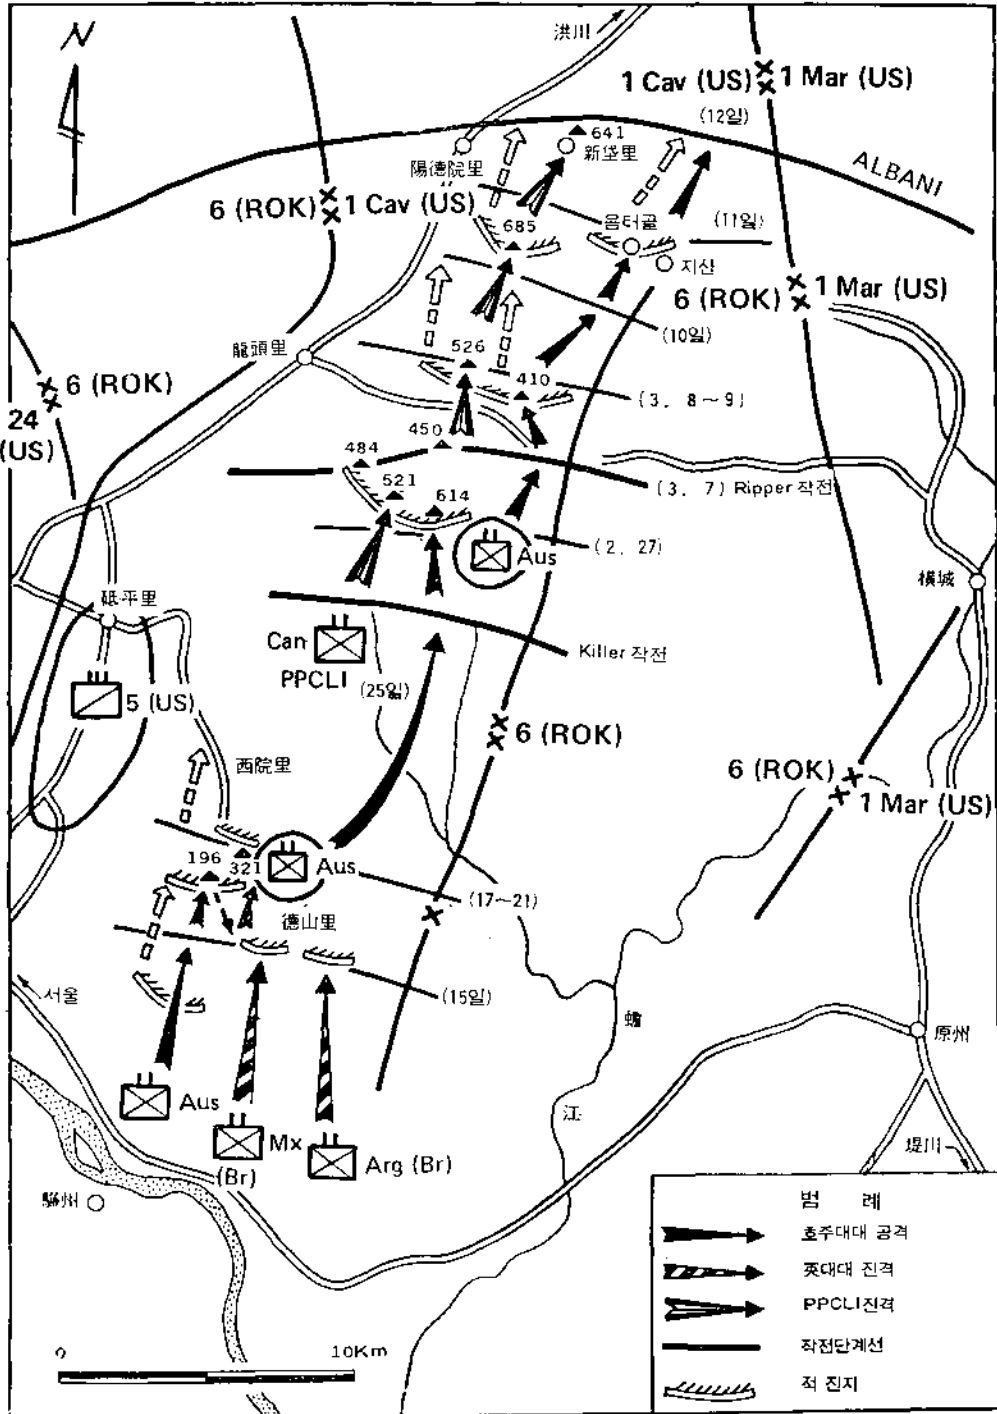 N
洪川
1 Cav (US)
1 Mar (US)
(12일)
641
新垈里
陽德院里
ALBANI
6 (ROK)
1 Cav (US)
685
움터골
(11일)
지산
1 Mar (US)
6 (ROK)
(10일)
龍頭里
526
6 (ROK)
410
(3. 8~9)
24
(US)
450
484
521
(3. 7) Ripper 작전
614
Aus
(2. 27)
橫城
砥平里
Can
PPCLI
(25일)
Killer 작전
5 (US)
6 (ROK)
西院里
6 (ROK)
1 Mar (US)
196
321
Aus
(17~21)
德山里
서울
(15일)
蟾
江
原州
Aus
Mx
(Br)
Arg (Br)
堤川
驪州
범 례
호주대대 공격
英대대 진격
PPCLI진격
작전단계선
적 진지
0
10Km